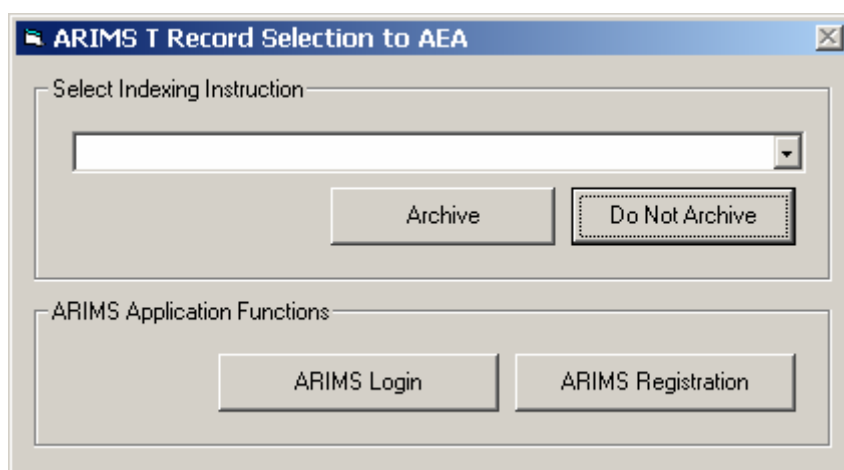 ARIMS T Record Selection to AEA
Select Indexing Instruction
Archive
Do Not Archive
ARIMS Application Functions
ARIMS Login
ARIMS Registration